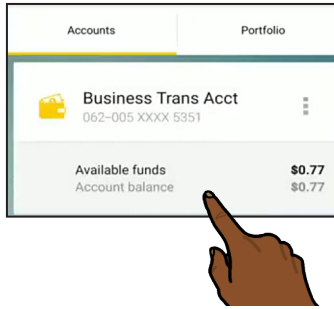 Accounts Portfolio
Business Trans Acct
062-005 XXXX 5351
Available funds $0.77
Account balance $0.77